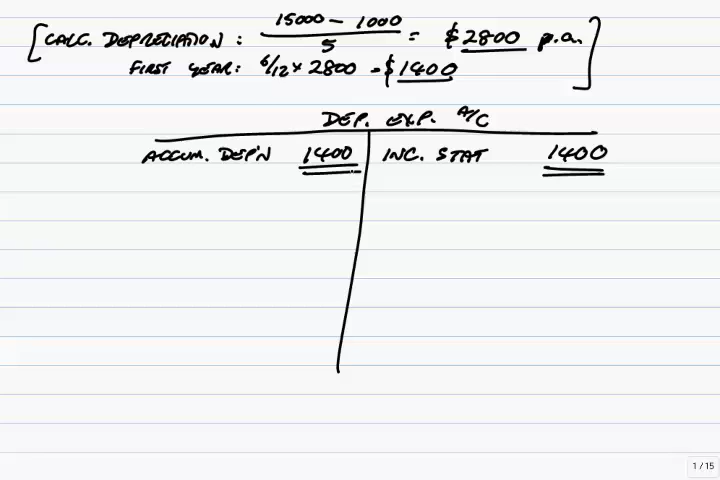 [CALC. DEPRECIATION: 15000 - 1000 / 5 = $2800 p.a.
FIRST YEAR: 6/12 × 2800 = $1400]
DEP. EXP. A/C
ACCUM. DEP'N 1400 INC. STAT 1400
1 / 15